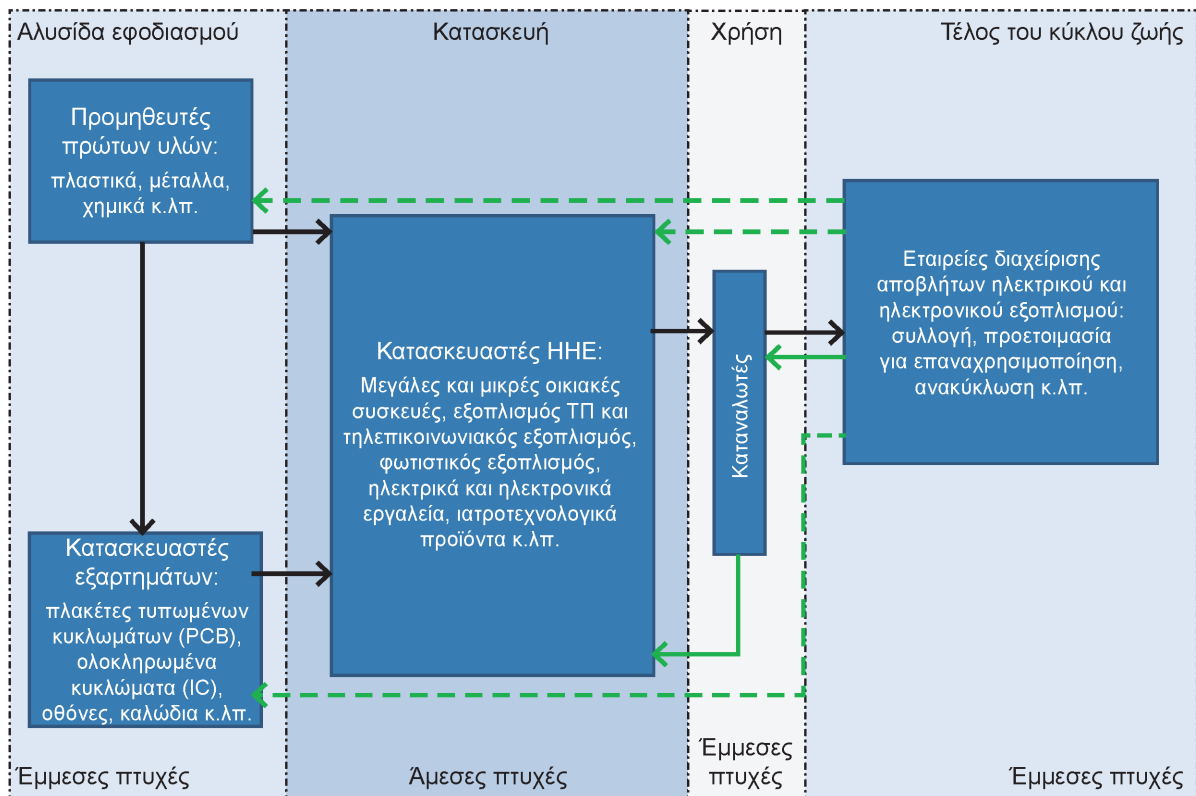 Αλυσίδα εφοδιασμού
Κατασκευή
Χρήση
Τέλος του κύκλου ζωής
Προμηθευτές
πρώτων υλών:
πλαστικά, μέταλλα,
χημικά κ.λπ.
Κατασκευαστές
εξαρτημάτων:
πλακέτες τυπωμένων
κυκλωμάτων (PCB),
ολοκληρωμένα
κυκλώματα (IC),
οθόνες, καλώδια κ.λπ.
Κατασκευαστές ΗΗΕ:
Μεγάλες και μικρές οικιακές
συσκευές, εξοπλισμός ΤΠ και
τηλεπικοινωνιακός εξοπλισμός,
φωτιστικός εξοπλισμός,
ηλεκτρικά και ηλεκτρονικά
εργαλεία, ιατροτεχνολογικά
προϊόντα κ.λπ.
Καταναλωτές
Εταιρείες διαχείρισης
αποβλήτων ηλεκτρικού και
ηλεκτρονικού εξοπλισμού:
συλλογή, προετοιμασία
για επαναχρησιμοποίηση,
ανακύκλωση κ.λπ.
Έμμεσες πτυχές
Άμεσες πτυχές
Έμμεσες
πτυχές
Έμμεσες πτυχές